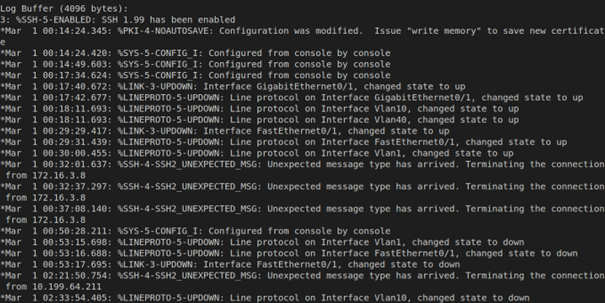 Log Buffer (4096 bytes):
3: %SSH-5-ENABLED: SSH 1.99 has been enabled
*Mar  1 00:14:24.345: %PKI-4-NOAUTOSAVE: Configuration was modified.  Issue "write memory" to save new certificat
e
*Mar  1 00:14:24.420: %SYS-5-CONFIG_I: Configured from console by console
*Mar  1 00:14:49.603: %SYS-5-CONFIG_I: Configured from console by console
*Mar  1 00:17:34.624: %SYS-5-CONFIG_I: Configured from console by console
*Mar  1 00:17:40.672: %LINK-3-UPDOWN: Interface GigabitEthernet0/1, changed state to up
*Mar  1 00:17:42.677: %LINEPROTO-5-UPDOWN: Line protocol on Interface GigabitEthernet0/1, changed state to up
*Mar  1 00:18:11.693: %LINEPROTO-5-UPDOWN: Line protocol on Interface Vlan10, changed state to up
*Mar  1 00:18:11.693: %LINEPROTO-5-UPDOWN: Line protocol on Interface Vlan40, changed state to up
*Mar  1 00:29:29.417: %LINK-3-UPDOWN: Interface FastEthernet0/1, changed state to up
*Mar  1 00:29:31.439: %LINEPROTO-5-UPDOWN: Line protocol on Interface FastEthernet0/1, changed state to up
*Mar  1 00:30:00.455: %LINEPROTO-5-UPDOWN: Line protocol on Interface Vlan1, changed state to up
*Mar  1 00:32:01.637: %SSH-4-SSH2_UNEXPECTED_MSG: Unexpected message type has arrived. Terminating the connection
 from 172.16.3.8
*Mar  1 00:32:37.297: %SSH-4-SSH2_UNEXPECTED_MSG: Unexpected message type has arrived. Terminating the connection
 from 172.16.3.8
*Mar  1 00:37:08.140: %SSH-4-SSH2_UNEXPECTED_MSG: Unexpected message type has arrived. Terminating the connection
 from 172.16.3.8
*Mar  1 00:50:28.211: %SYS-5-CONFIG_I: Configured from console by console
*Mar  1 00:53:15.698: %LINEPROTO-5-UPDOWN: Line protocol on Interface Vlan1, changed state to down
*Mar  1 00:53:16.688: %LINEPROTO-5-UPDOWN: Line protocol on Interface FastEthernet0/1, changed state to down
*Mar  1 00:53:17.695: %LINK-3-UPDOWN: Interface FastEthernet0/1, changed state to down
*Mar  1 02:21:50.754: %SSH-4-SSH2_UNEXPECTED_MSG: Unexpected message type has arrived. Terminating the connection
 from 10.199.64.211
*Mar  1 02:33:54.405: %LINEPROTO-5-UPDOWN: Line protocol on Interface Vlan10, changed state to down